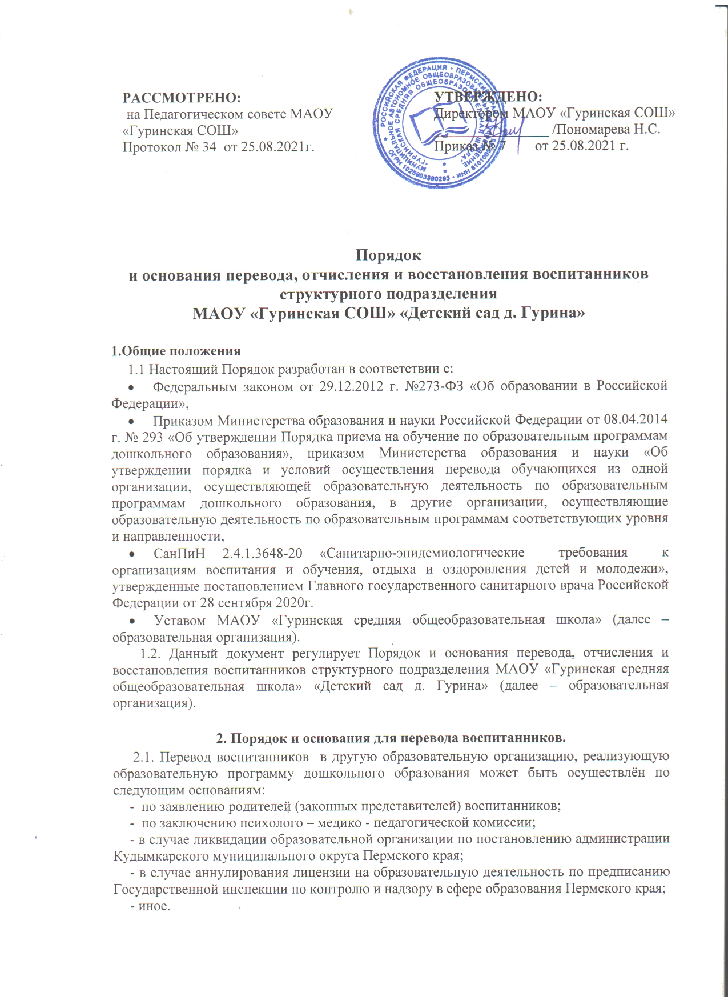 РАССМОТРЕНО:
на Педагогическом совете МАОУ
«Гуринская СОШ»
Протокол № 34 от 25.08.2021г.
УТВЕРЖДЕНО:
Директором МАОУ «Гуринская СОШ»
________________ /Пономарева Н.С.
Приказ № 7 от 25.08.2021 г.
РОССИЙСКАЯ ФЕДЕРАЦИЯ • ПЕРМСКИЙ КРАЙ
МУНИЦИПАЛЬНОЕ АВТОНОМНОЕ ОБЩЕОБРАЗОВАТЕЛЬНОЕ УЧРЕЖДЕНИЕ
"ГУРИНСКАЯ СРЕДНЯЯ ОБЩЕОБРАЗОВАТЕЛЬНАЯ ШКОЛА"
ОГРН 1025903380293 • ИНН
Порядок
и основания перевода, отчисления и восстановления воспитанников
структурного подразделения
МАОУ «Гуринская СОШ» «Детский сад д. Гурина»
1.Общие положения
1.1 Настоящий Порядок разработан в соответствии с:
• Федеральным законом от 29.12.2012 г. №273-ФЗ «Об образовании в Российской
Федерации»,
• Приказом Министерства образования и науки Российской Федерации от 08.04.2014
г. № 293 «Об утверждении Порядка приема на обучение по образовательным программам
дошкольного образования», приказом Министерства образования и науки «Об
утверждении порядка и условий осуществления перевода обучающихся из одной
организации, осуществляющей образовательную деятельность по образовательным
программам дошкольного образования, в другие организации, осуществляющие
образовательную деятельность по образовательным программам соответствующих уровня
и направленности,
• СанПиН 2.4.1.3648-20 «Санитарно-эпидемиологические требования к
организациям воспитания и обучения, отдыха и оздоровления детей и молодежи»,
утвержденные постановлением Главного государственного санитарного врача Российской
Федерации от 28 сентября 2020г.
• Уставом МАОУ «Гуринская средняя общеобразовательная школа» (далее –
образовательная организация).
1.2. Данный документ регулирует Порядок и основания перевода, отчисления и
восстановления воспитанников структурного подразделения МАОУ «Гуринская средняя
общеобразовательная школа» «Детский сад д. Гурина» (далее – образовательная
организация).
2. Порядок и основания для перевода воспитанников.
2.1. Перевод воспитанников в другую образовательную организацию, реализующую
образовательную программу дошкольного образования может быть осуществлён по
следующим основаниям:
- по заявлению родителей (законных представителей) воспитанников;
- по заключению психолого – медико - педагогической комиссии;
- в случае ликвидации образовательной организации по постановлению администрации
Кудымкарского муниципального округа Пермского края;
- в случае аннулирования лицензии на образовательную деятельность по предписанию
Государственной инспекции по контролю и надзору в сфере образования Пермского края;
- иное.